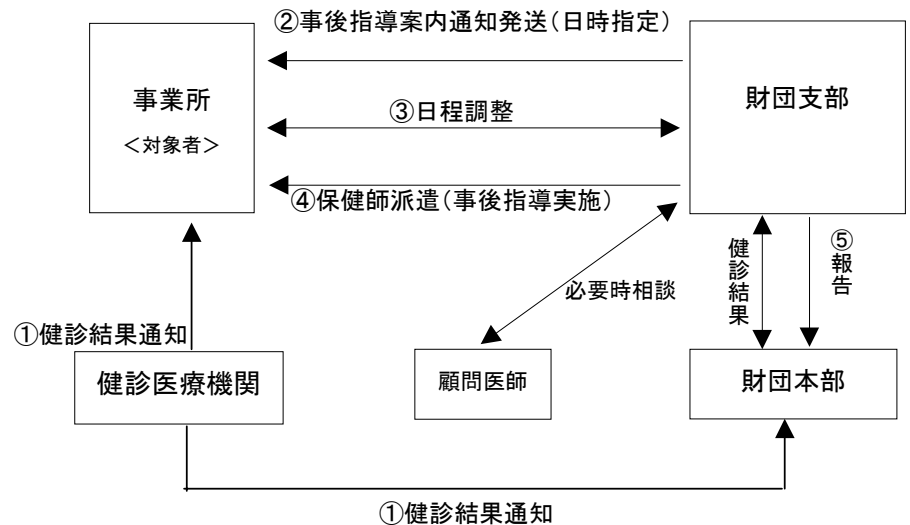 ②事後指導案内通知発送(日時指定)
事業所
<対象者>
財団支部
③日程調整
④保健師派遣(事後指導実施)
健診結果
⑤報告
必要時相談
①健診結果通知
健診医療機関
顧問医師
財団本部
①健診結果通知